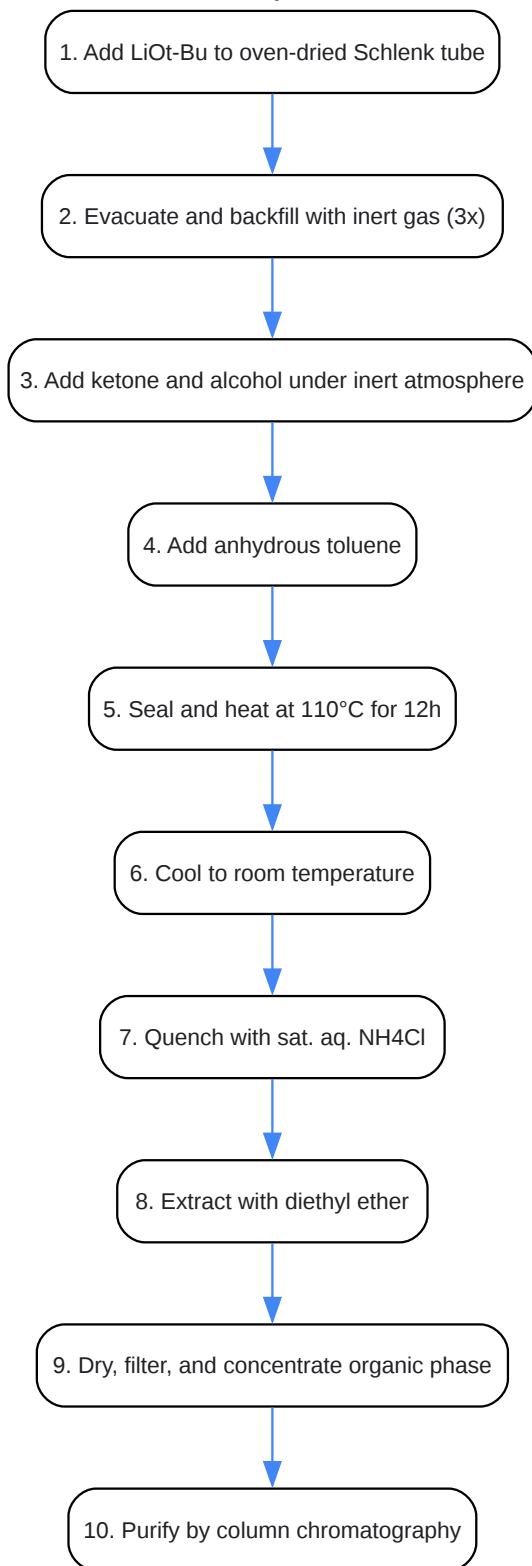 1. Add LiOt-Bu to oven-dried Schlenk tube
2. Evacuate and backfill with inert gas (3x)
3. Add ketone and alcohol under inert atmosphere
4. Add anhydrous toluene
5. Seal and heat at 110°C for 12h
6. Cool to room temperature
7. Quench with sat. aq. NH4Cl
8. Extract with diethyl ether
9. Dry, filter, and concentrate organic phase
10. Purify by column chromatography